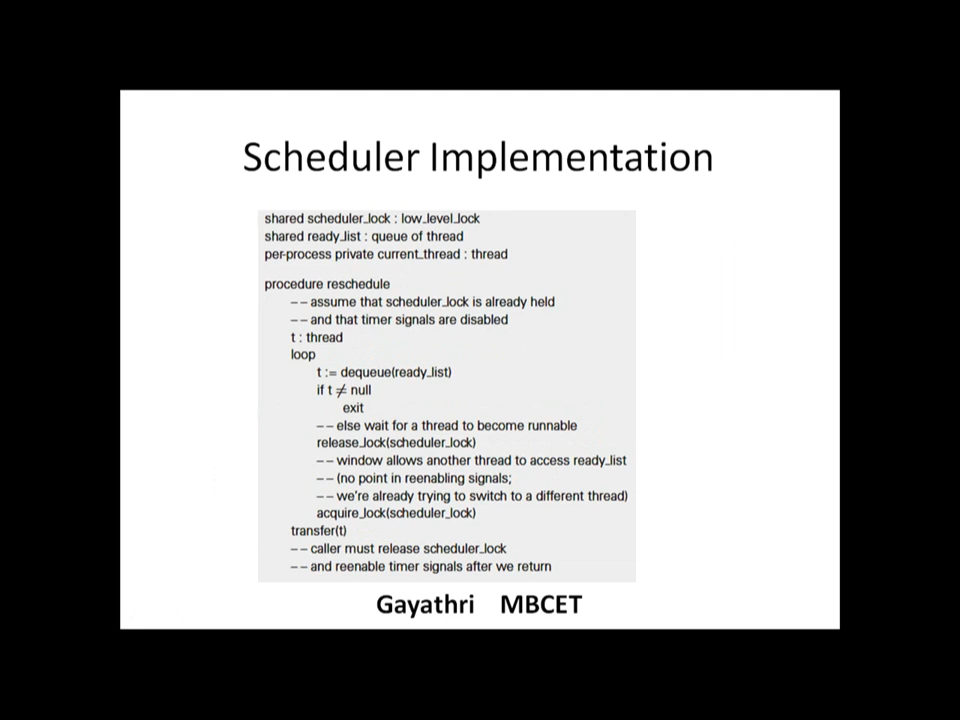 Scheduler Implementation
shared scheduler_lock : low_level_lock
shared ready_list : queue of thread
per-process private current_thread : thread
procedure reschedule
–– assume that scheduler_lock is already held
–– and that timer signals are disabled
t : thread
loop
t := dequeue(ready_list)
if t ≠ null
exit
–– else wait for a thread to become runnable
release_lock(scheduler_lock)
–– window allows another thread to access ready_list
–– (no point in reenabling signals;
–– we're already trying to switch to a different thread)
acquire_lock(scheduler_lock)
transfer(t)
–– caller must release scheduler_lock
–– and reenable timer signals after we return
Gayathri MBCET